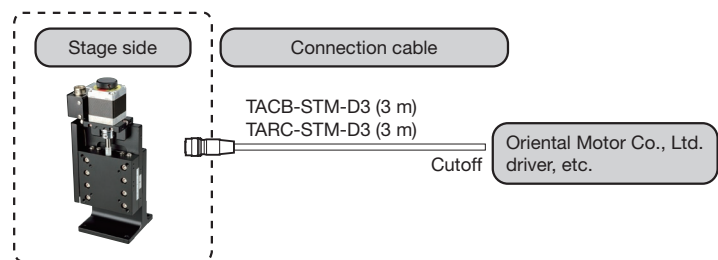 Stage side
Connection cable
TACB-STM-D3 (3 m)
TARC-STM-D3 (3 m)
Cutoff
Oriental Motor Co., Ltd.
driver, etc.